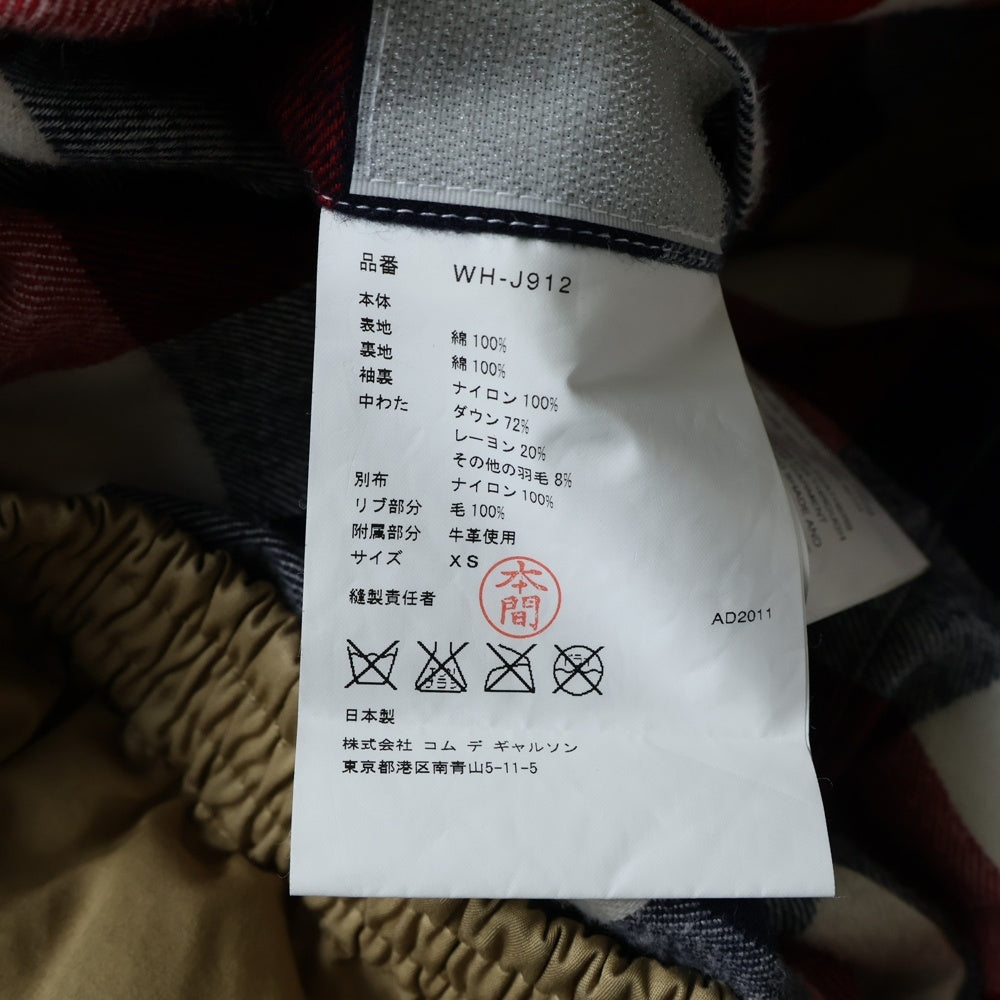 品番 WH-J912
本体
表地 綿 100%
裏地 綿 100%
袖裏 ナイロン 100%
中わた ダウン 72%
レーヨン 20%
その他の羽毛 8%
別布 ナイロン 100%
リブ部分 毛 100%
附属部分 牛革使用
サイズ XS
縫製責任者 本間
AD2011
日本製
株式会社 コム デ ギャルソン
東京都港区南青山5-11-5